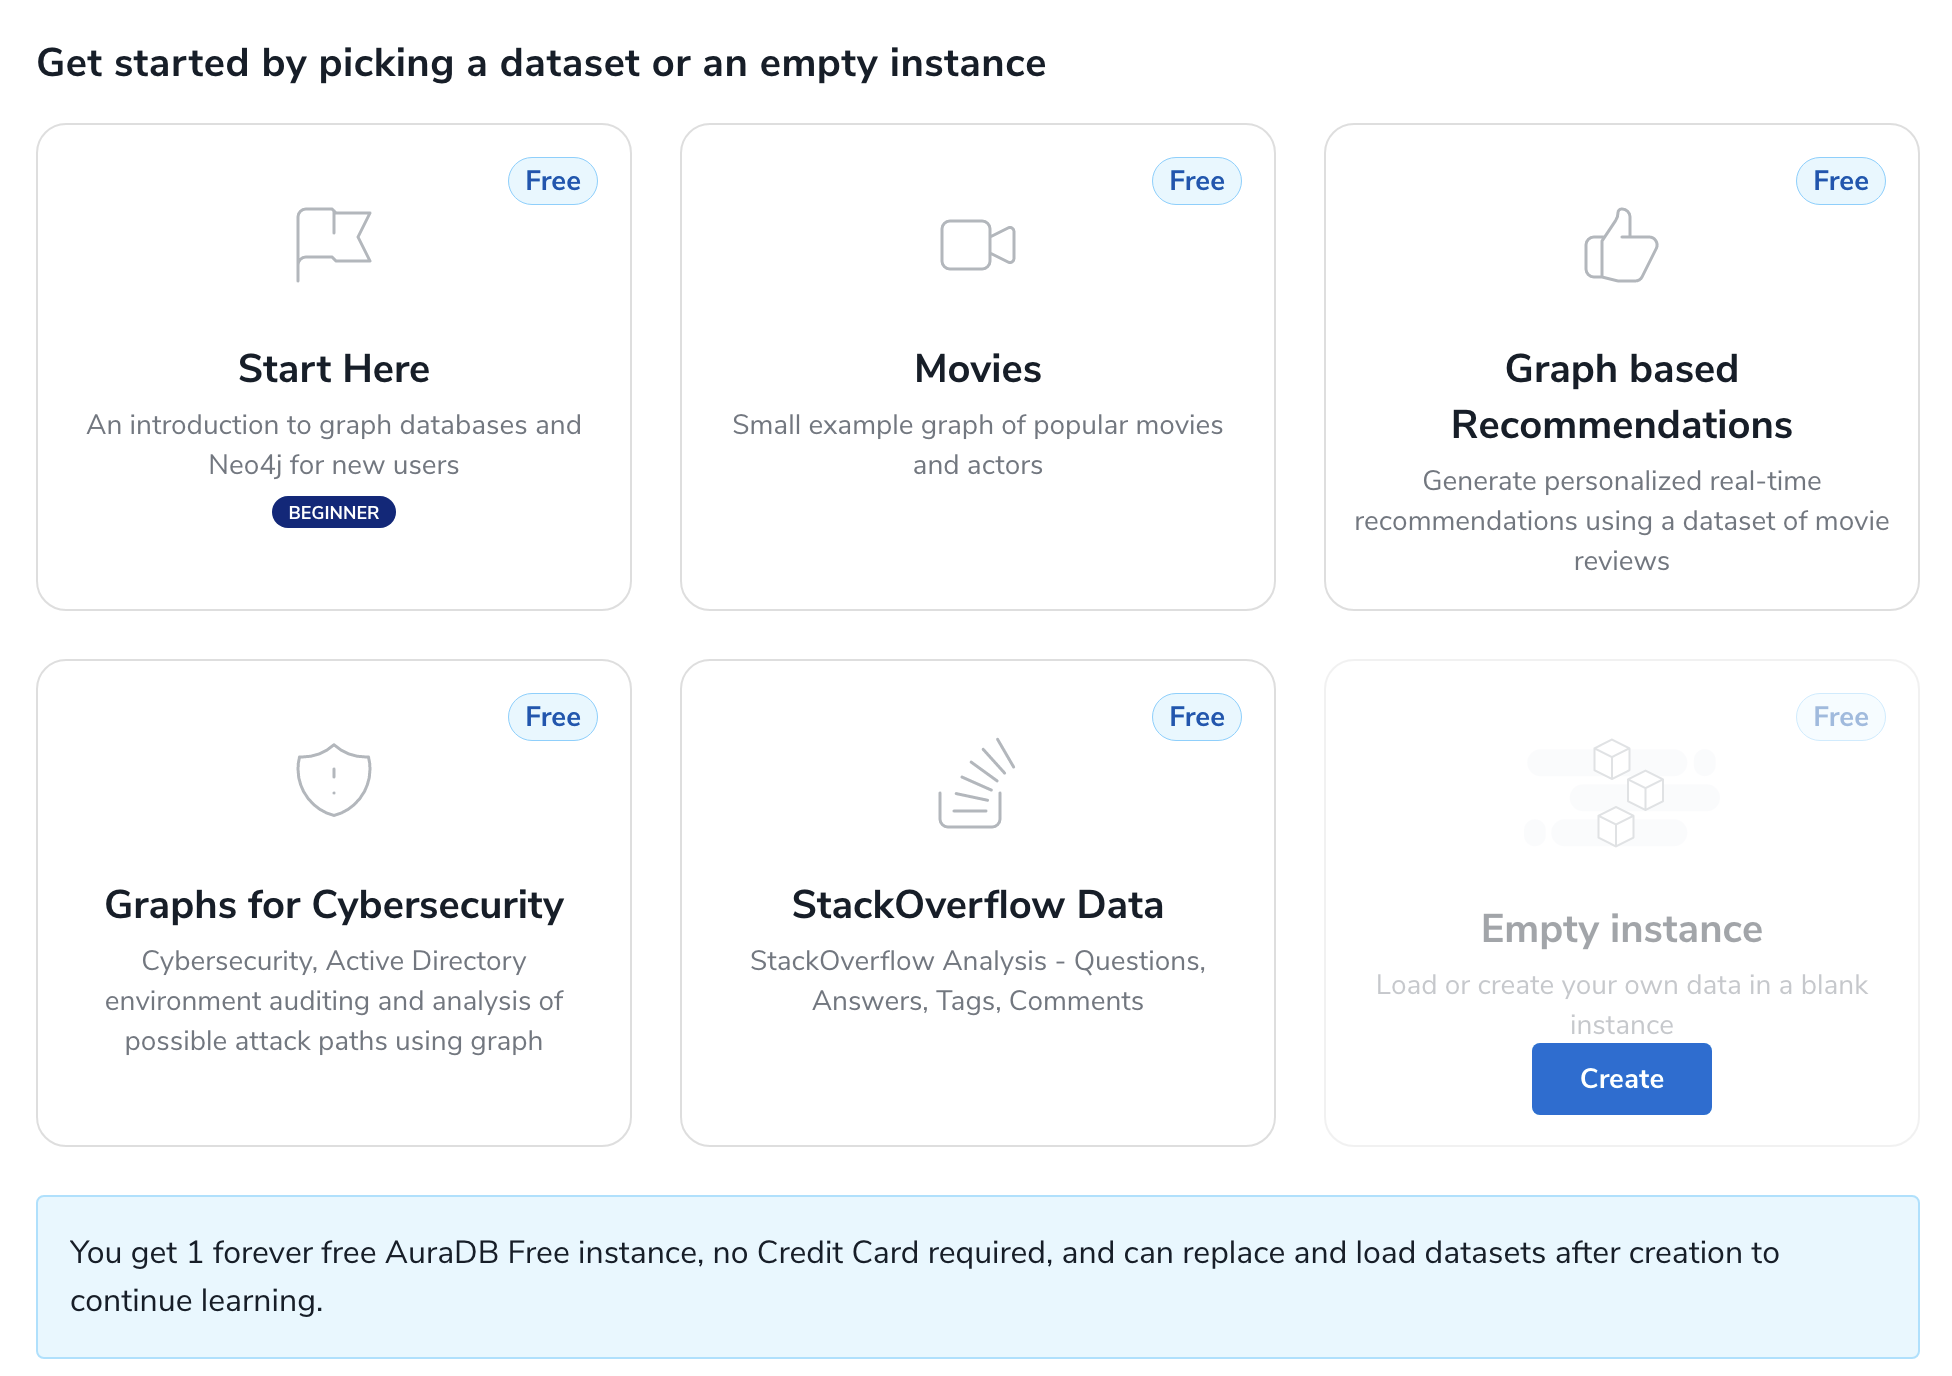 Get started by picking a dataset or an empty instance
Free
Start Here
An introduction to graph databases and
Neo4j for new users
BEGINNER
Free
Movies
Small example graph of popular movies
and actors
Free
Graph based
Recommendations
Generate personalized real-time
recommendations using a dataset of movie
reviews
Free
Graphs for Cybersecurity
Cybersecurity, Active Directory
environment auditing and analysis of
possible attack paths using graph
Free
StackOverflow Data
StackOverflow Analysis - Questions,
Answers, Tags, Comments
Free
Empty instance
Load or create your own data in a blank
instance
Create
You get 1 forever free AuraDB Free instance, no Credit Card required, and can replace and load datasets after creation to
continue learning.